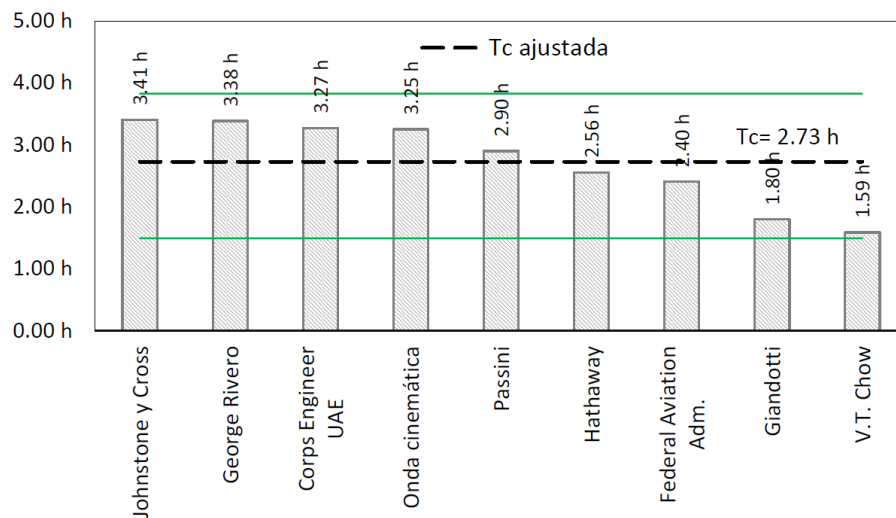 5.00 h
4.00 h
3.00 h
2.00 h
1.00 h
0.00 h
Tc ajustada
Tc= 2.73 h
3.41 h
3.38 h
3.27 h
3.25 h
2.90 h
2.56 h
2.40 h
1.80 h
1.59 h
Johnstone y Cross
George Rivero
Corps Engineer
UAE
Onda cinemática
Passini
Hathaway
Federal Aviation
Adm.
Giandotti
V.T. Chow